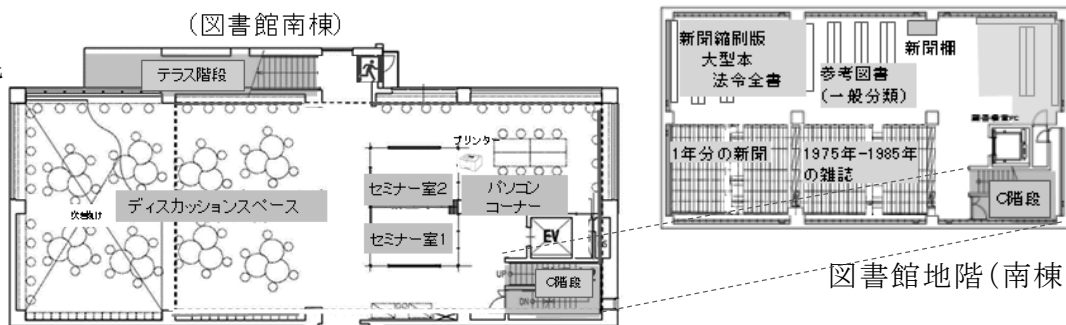 (図書館南棟)
テラス階段
プリンター
セミナー室2
パソコン
コーナー
ディスカッションスペース
吹き抜け
セミナー室1
EV
UP
DN
C階段
新聞縮刷版
大型本
法令全書
新聞棚
参考図書
(一般分類)
1年分の新聞
1975年-1985年
の雑誌
C階段
図書館地階(南棟